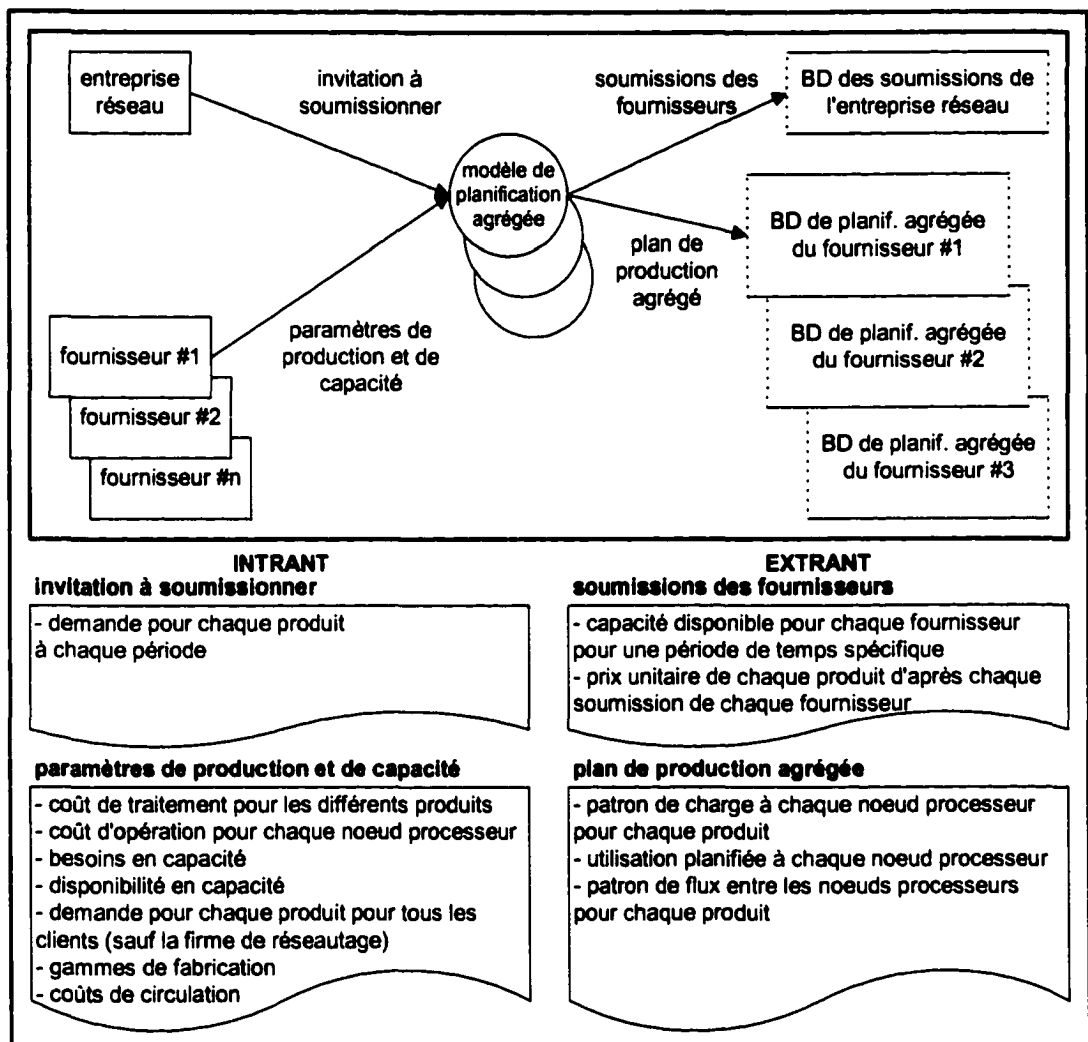 entreprise
réseau
invitation à
soumissionner
soumissions des
fournisseurs
BD des soumissions de
l'entreprise réseau
modèle de
planification
agrégée
plan de
production
agrégé
BD de planif. agrégée
du fournisseur #1
BD de planif. agrégée
du fournisseur #2
BD de planif. agrégée
du fournisseur #3
paramètres de
production et de
capacité
fournisseur #1
fournisseur #2
fournisseur #n
INTRANT
invitation à soumissionner
- demande pour chaque produit
à chaque période
paramètres de production et de capacité
- coût de traitement pour les différents produits
- coût d'opération pour chaque noeud processeur
- besoins en capacité
- disponibilité en capacité
- demande pour chaque produit pour tous les
clients (sauf la firme de réseautage)
- gammes de fabrication
- coûts de circulation
EXTRANT
soumissions des fournisseurs
- capacité disponible pour chaque fournisseur
pour une période de temps spécifique
- prix unitaire de chaque produit d'après chaque
soumission de chaque fournisseur
plan de production agrégée
- patron de charge à chaque noeud processeur
pour chaque produit
- utilisation planifiée à chaque noeud processeur
- patron de flux entre les noeuds processeurs
pour chaque produit